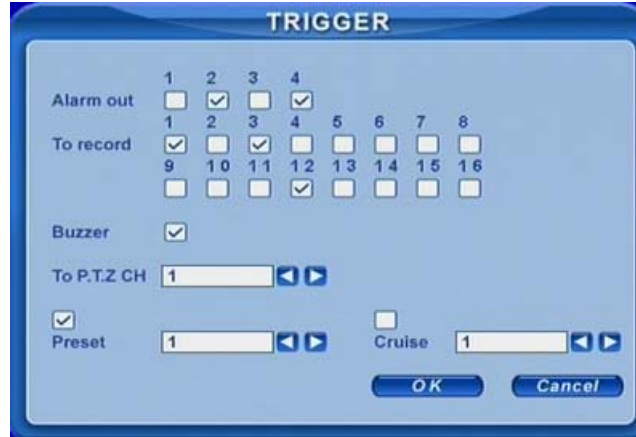 TRIGGER
1 2 3 4
Alarm out
1 2 3 4 5 6 7 8
To record
9 10 11 12 13 14 15 16
Buzzer
To P.T.Z CH 1
Preset 1 Cruise 1
OK Cancel